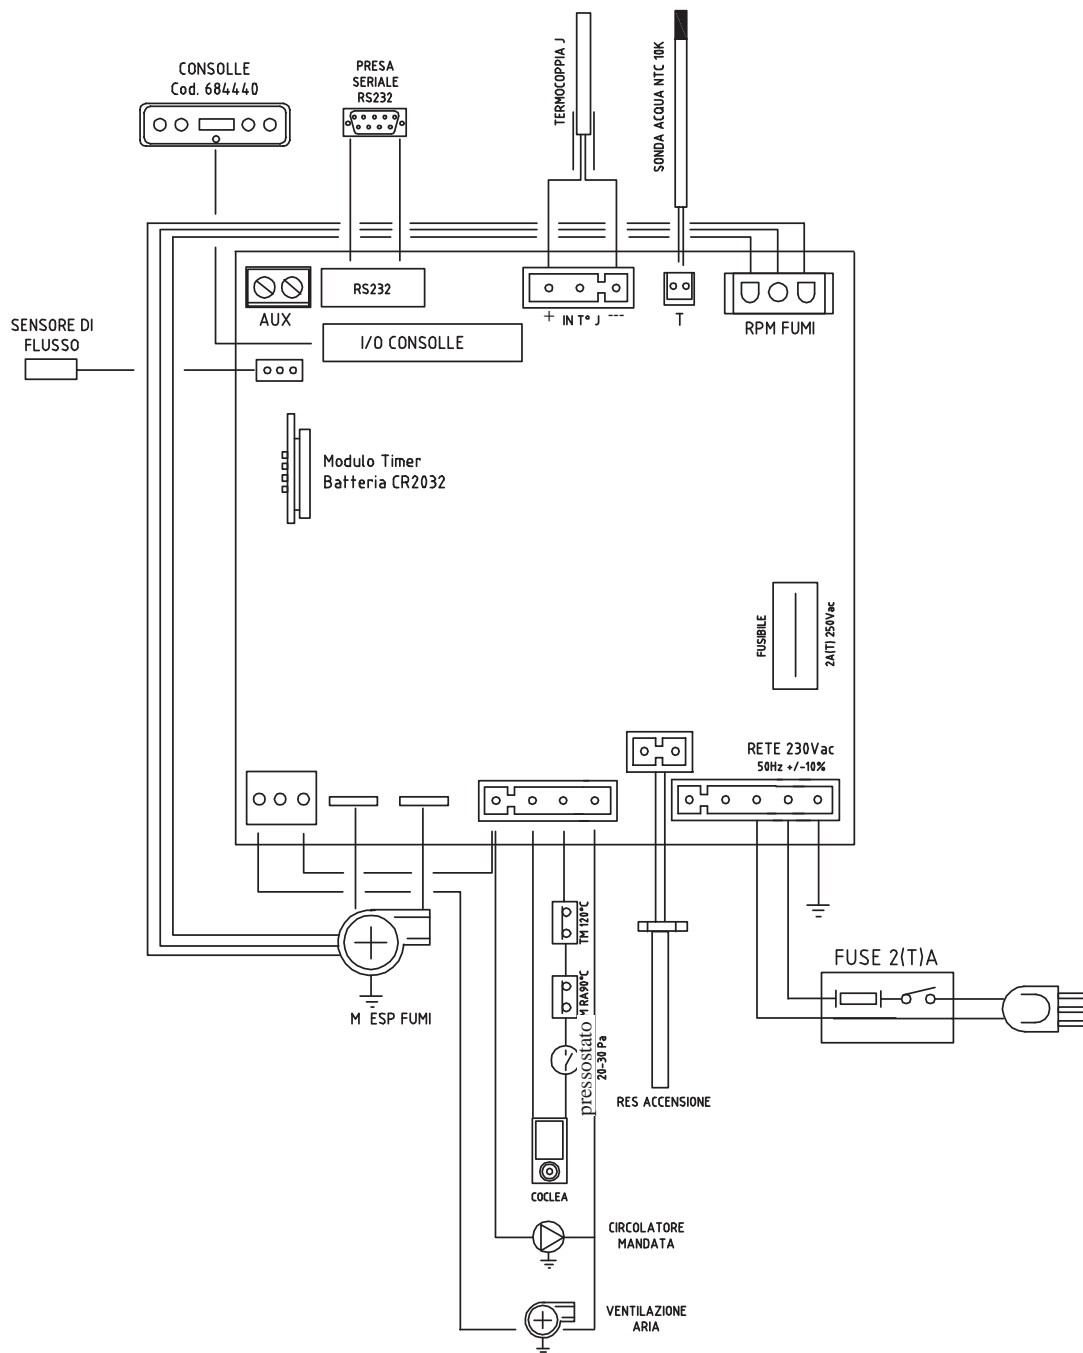 CONSOLLE
Cod. 684440
PRESA
SERIALE
RS232
TERMOCOPPIA J
SONDA ACQUA NTC 10K
RS232
AUX
+ IN T° J ---
T
RPM FUMI
SENSORE DI
FLUSSO
I/O CONSOLLE
Modulo Timer
Batteria CR2032
FUSIBILE
2A(T) 250Vac
RETE 230Vac
50Hz +/-10%
TM 120°C
M RA90°C
pressostato
20-30 Pa
FUSE 2(T)A
M ESP FUMI
RES ACCENSIONE
COCLEA
CIRCOLATORE
MANDATA
VENTILAZIONE
ARIA